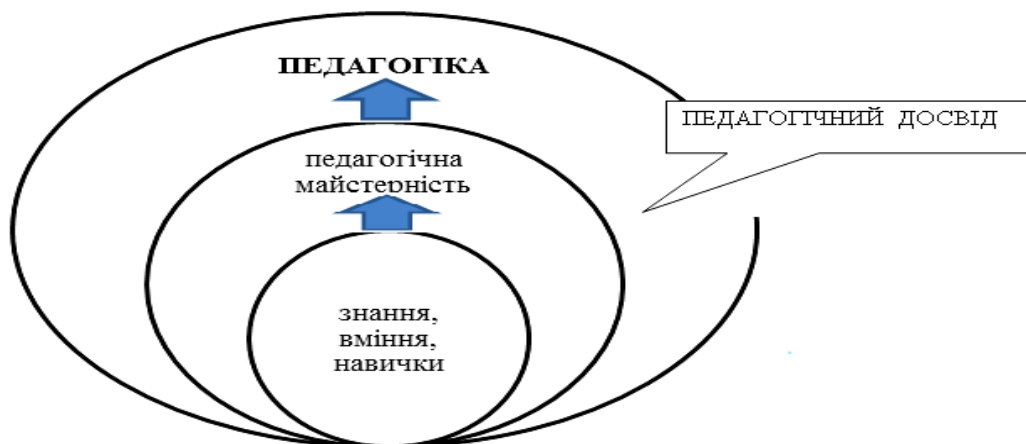 ПЕДАГОГІКА
ПЕДАГОГІЧНИЙ ДОСВІД
педагогічна
майстерність
знання,
вміння,
навички